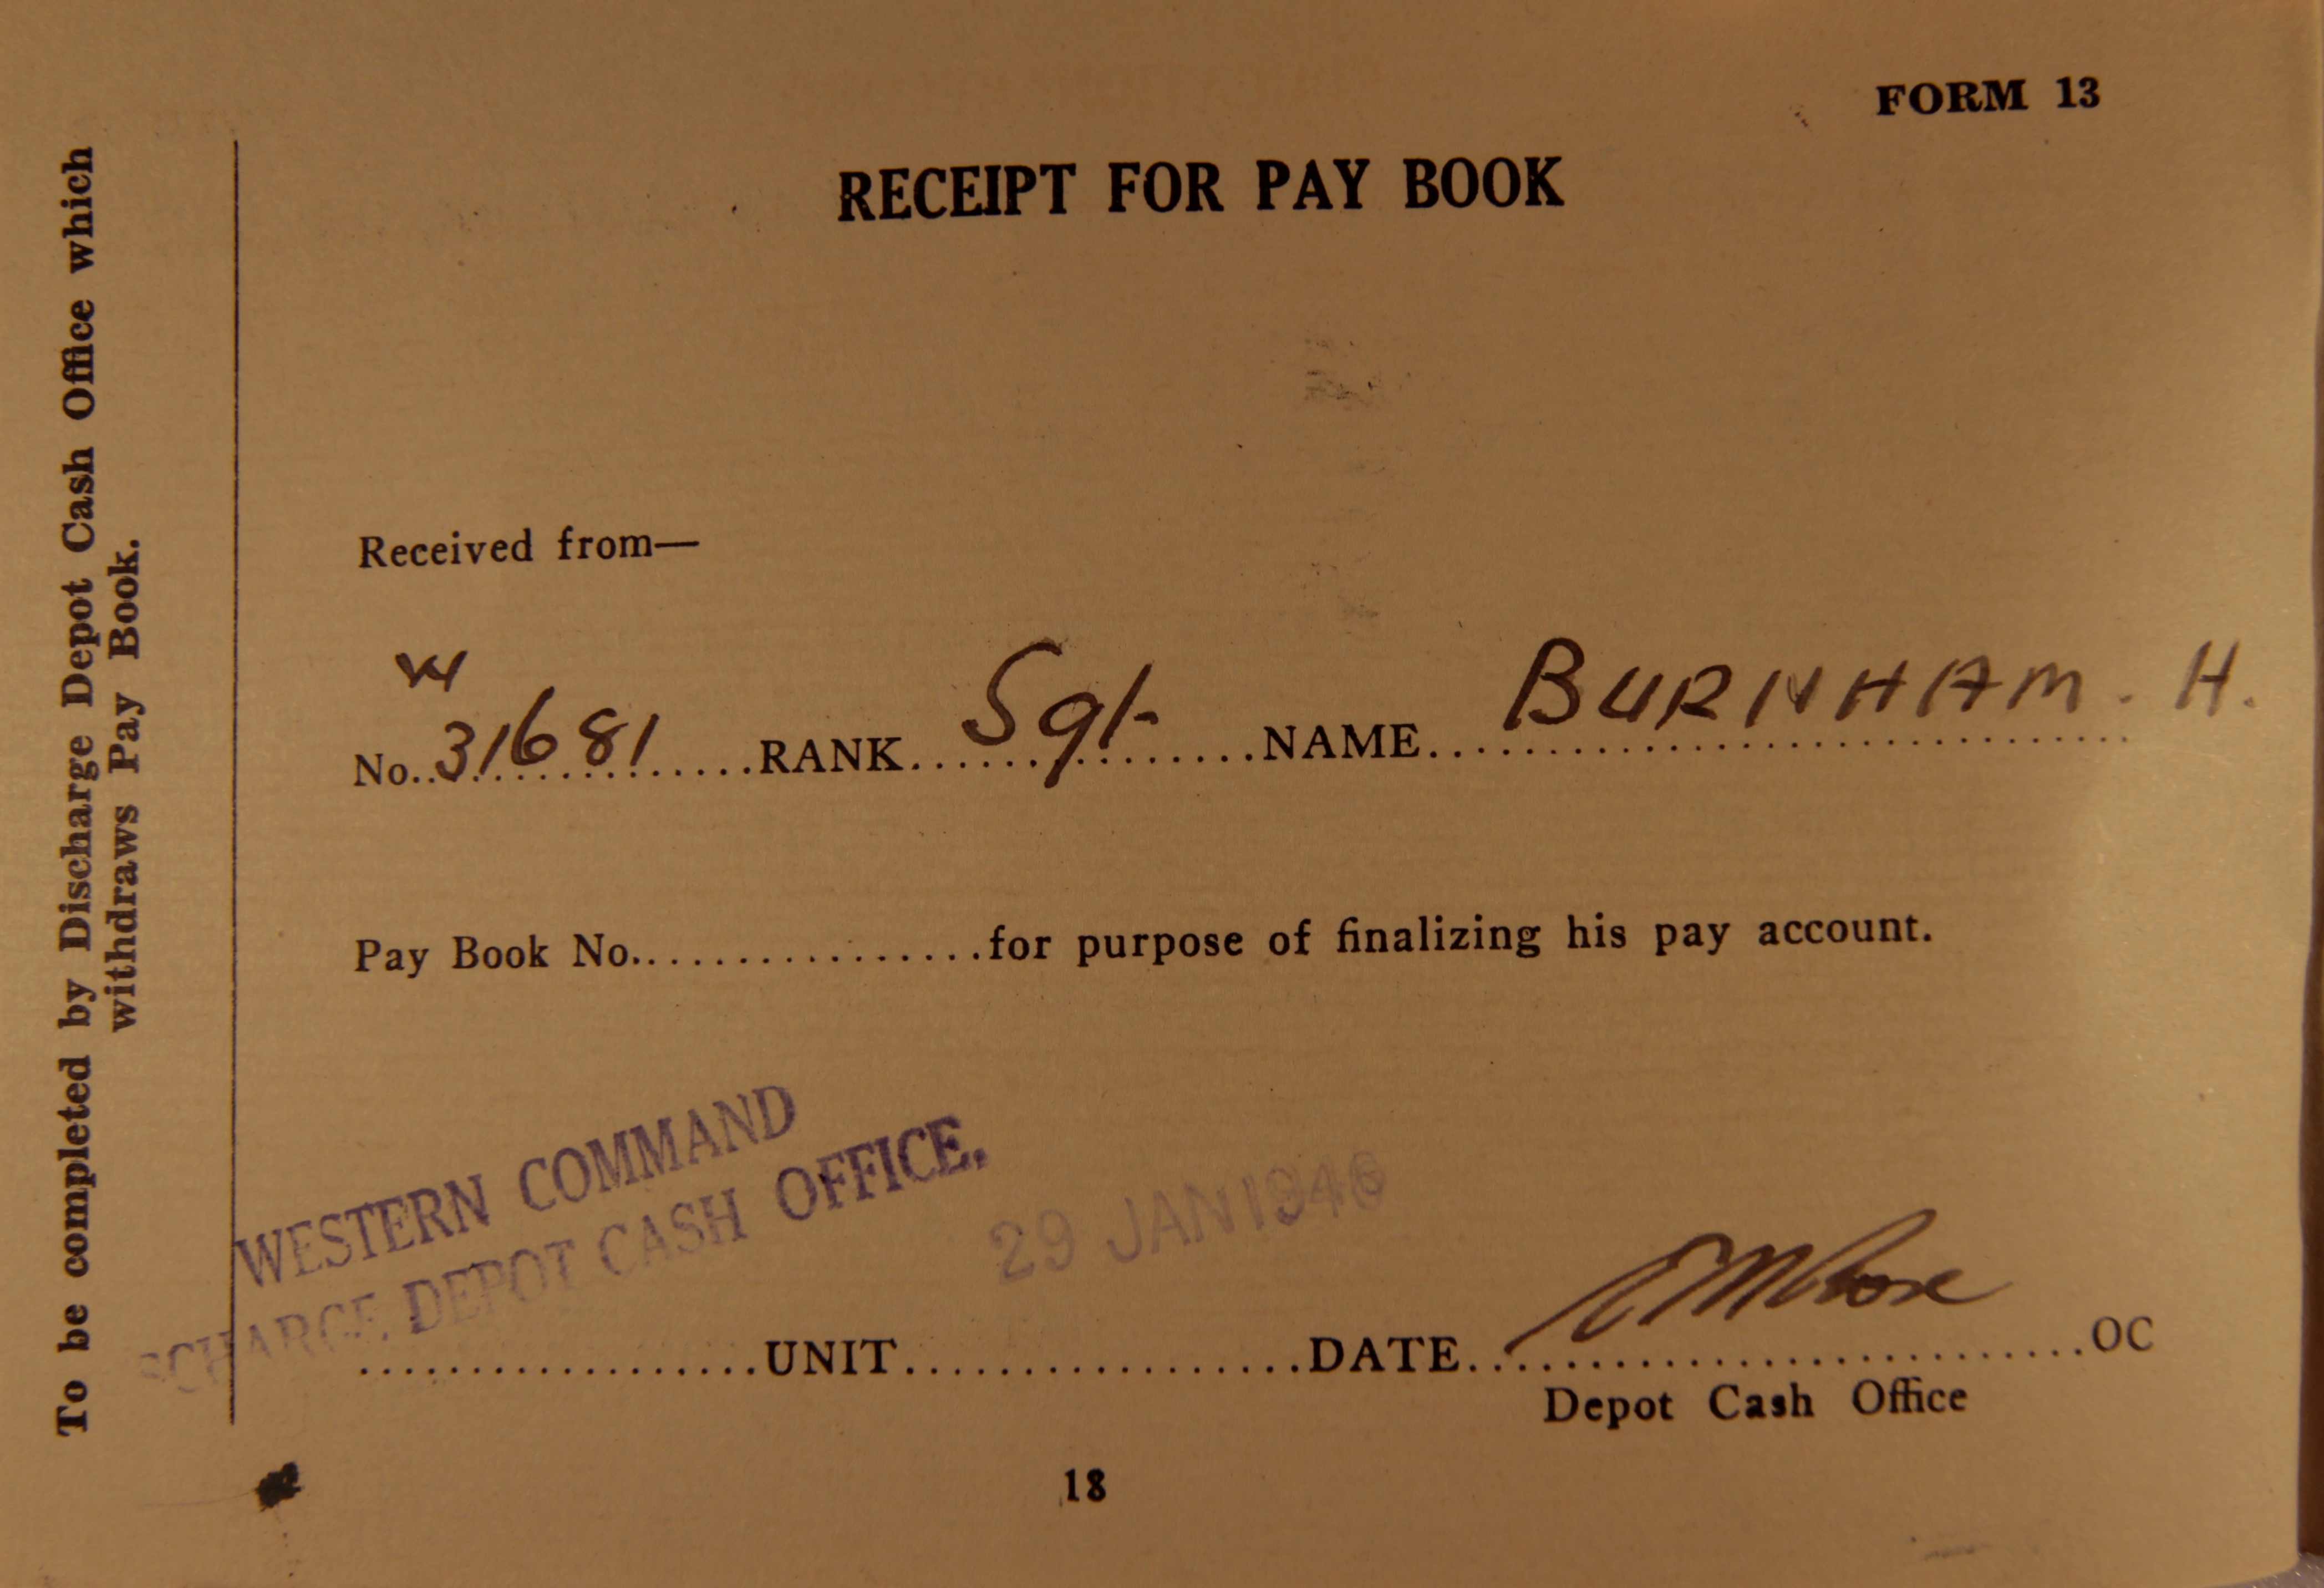 FORM 13
RECEIPT FOR PAY BOOK
To be completed by Discharge Depot Cash Office which
withdraws Pay Book.
Received from—
No. 31681 RANK Sgt NAME BURNHAM. H.
Pay Book No. for purpose of finalizing his pay account.
WESTERN COMMAND
SCHARGE DEPOT CASH OFFICE.
29 JAN 1946
UNIT DATE OC
Depot Cash Office
18